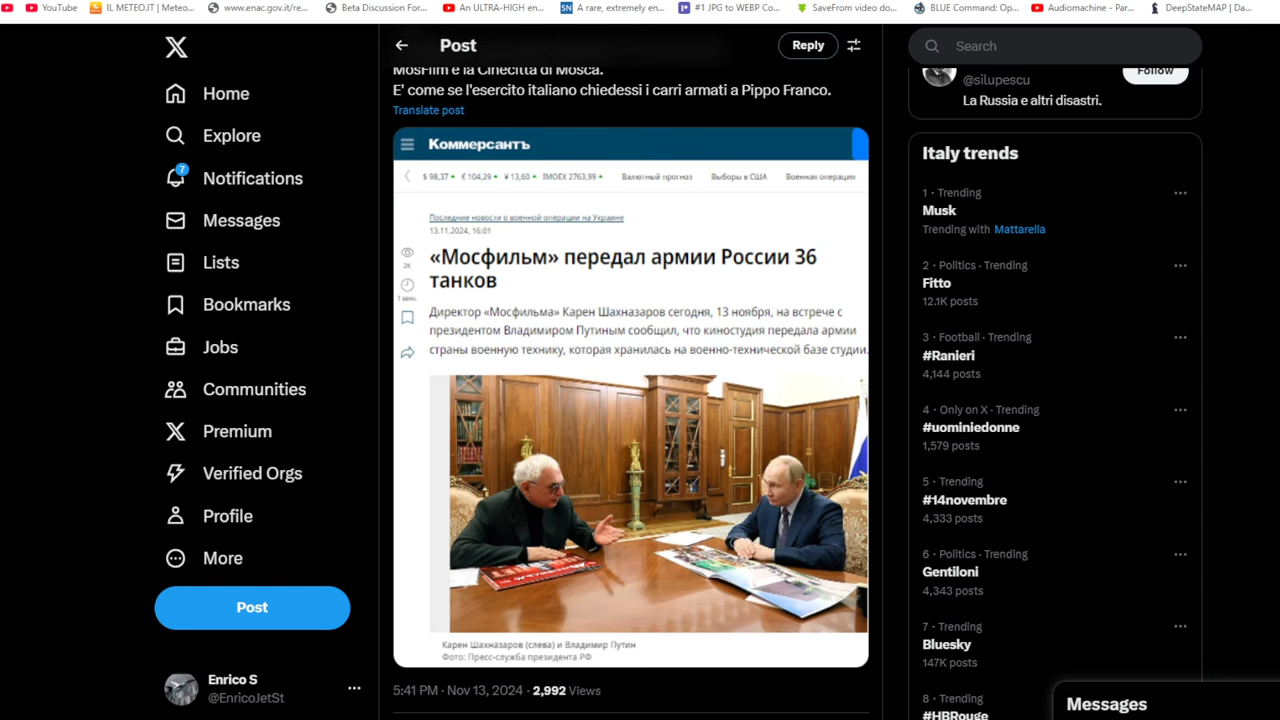 YouTube
IL METEO.IT | Meteo...
www.enac.gov.it/re...
Beta Discussion For...
An ULTRA-HIGH en...
SN A rare, extremely en...
#1 JPG to WEBP Co...
SaveFrom video do...
BLUE Command: Op...
Audiomachine - Par...
DeepStateMAP | Da...
Home
Explore
7
Notifications
Messages
Lists
Bookmarks
Jobs
Communities
Premium
Verified Orgs
Profile
More
Post
Enrico S
@EnricoJetSt
Post
Reply
MosFilm è la Cinecittà di Mosca.
E' come se l'esercito italiano chiedessi i carri armati a Pippo Franco.
Translate post
Коммерсантъ
$ 98,37 € 104,29 ¥ 13,60 IMOEX 2763,99 Валютный прогноз Выборы в США Военная операция
Последние новости о военной операции на Украине
13.11.2024, 16:01
2K
1 мин.
«Мосфильм» передал армии России 36
танков
Директор «Мосфильма» Карен Шахназаров сегодня, 13 ноября, на встрече с
президентом Владимиром Путиным сообщил, что киностудия передала армии
страны военную технику, которая хранилась на военно-технической базе студии.
Карен Шахназаров (слева) и Владимир Путин
Фото: Пресс-служба президента РФ
5:41 PM · Nov 13, 2024 · 2,992 Views
Search
@silupescu
Follow
La Russia e altri disastri.
Italy trends
1 · Trending
Musk
Trending with Mattarella
2 · Politics · Trending
Fitto
12.1K posts
3 · Football · Trending
#Ranieri
4,144 posts
4 · Only on X · Trending
#uominiedonne
1,579 posts
5 · Trending
#14novembre
4,333 posts
6 · Politics · Trending
Gentiloni
4,343 posts
7 · Trending
Bluesky
147K posts
8 · Trending
#HBRouge
Messages